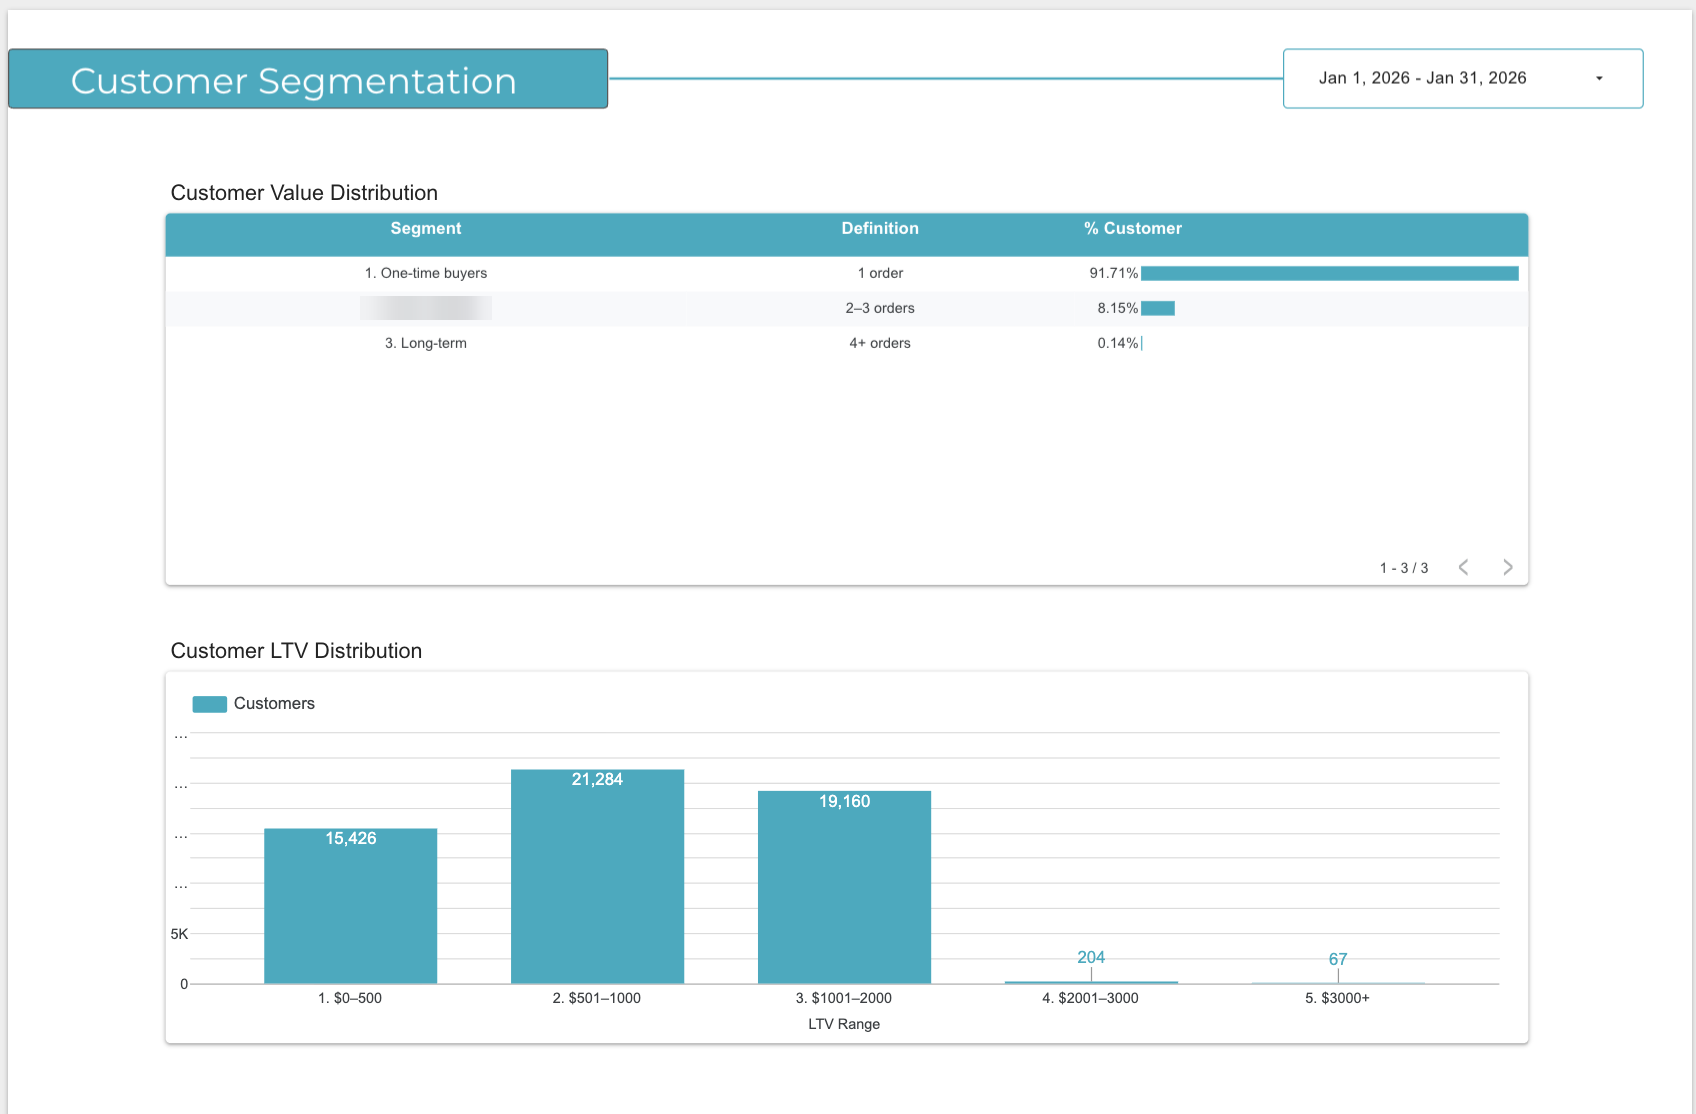 Customer Segmentation
Jan 1, 2026 - Jan 31, 2026
Customer Value Distribution
Segment Definition % Customer
1. One-time buyers 1 order 91.71%
2–3 orders 8.15%
3. Long-term 4+ orders 0.14%
1 - 3 / 3
Customer LTV Distribution
Customers
...
...
...
...
5K
0
15,426
21,284
19,160
204
67
1. $0–500 2. $501–1000 3. $1001–2000 4. $2001–3000 5. $3000+
LTV Range